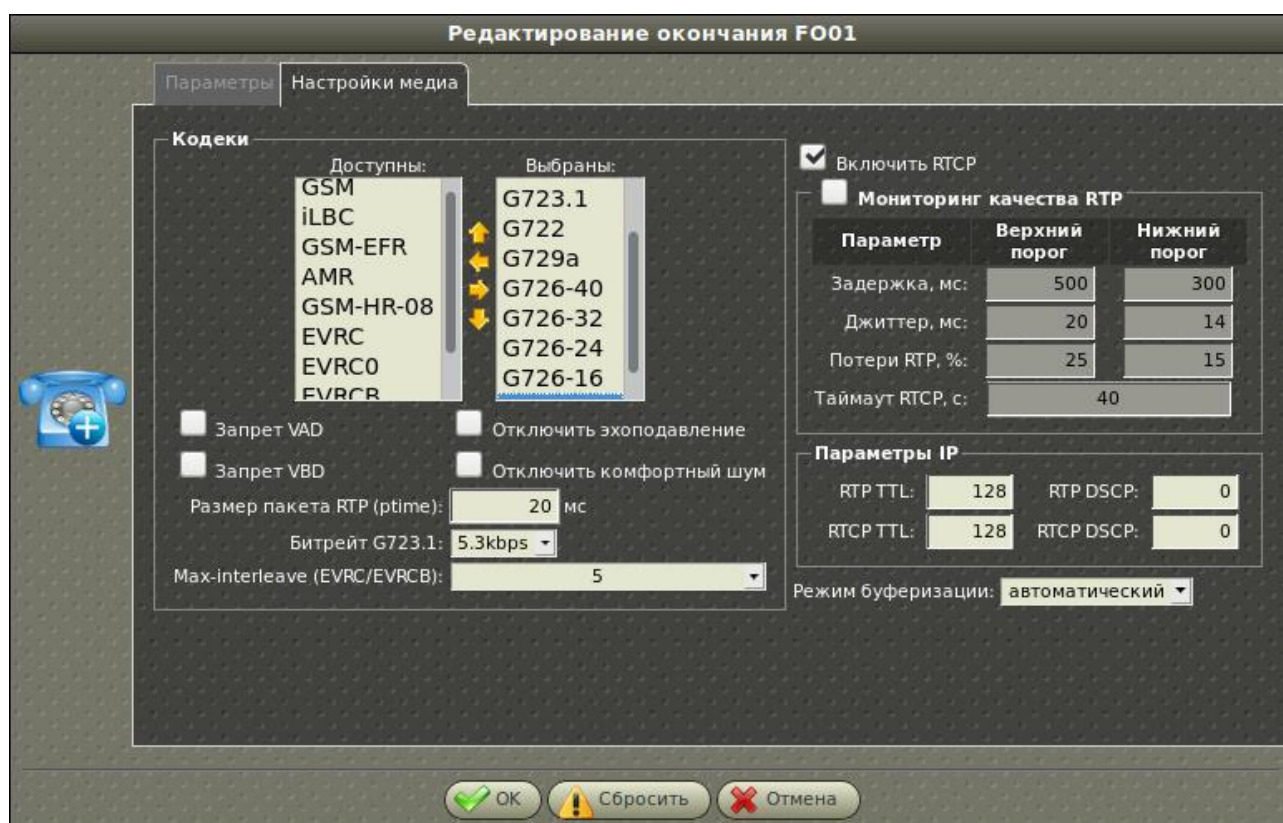 Редактирование окончания FO01
Параметры
Настройки медиа
Кодеки
Доступны:
Выбраны:
GSM
iLBC
GSM-EFR
AMR
GSM-HR-08
EVRC
EVRC0
EVRCB
G723.1
G722
G729a
G726-40
G726-32
G726-24
G726-16
Запрет VAD
Отключить эхоподавление
Запрет VBD
Отключить комфортный шум
Размер пакета RTP (ptime): 20 мс
Битрейт G723.1: 5.3kbps
Max-interleave (EVRC/EVRCB): 5
Включить RTCP
Мониторинг качества RTP
Параметр Верхний порог Нижний порог
Задержка, мс: 500 300
Джиттер, мс: 20 14
Потери RTP, %: 25 15
Таймаут RTCP, с: 40
Параметры IP
RTP TTL: 128 RTP DSCP: 0
RTCP TTL: 128 RTCP DSCP: 0
Режим буферизации: автоматический
OK
Сбросить
Отмена